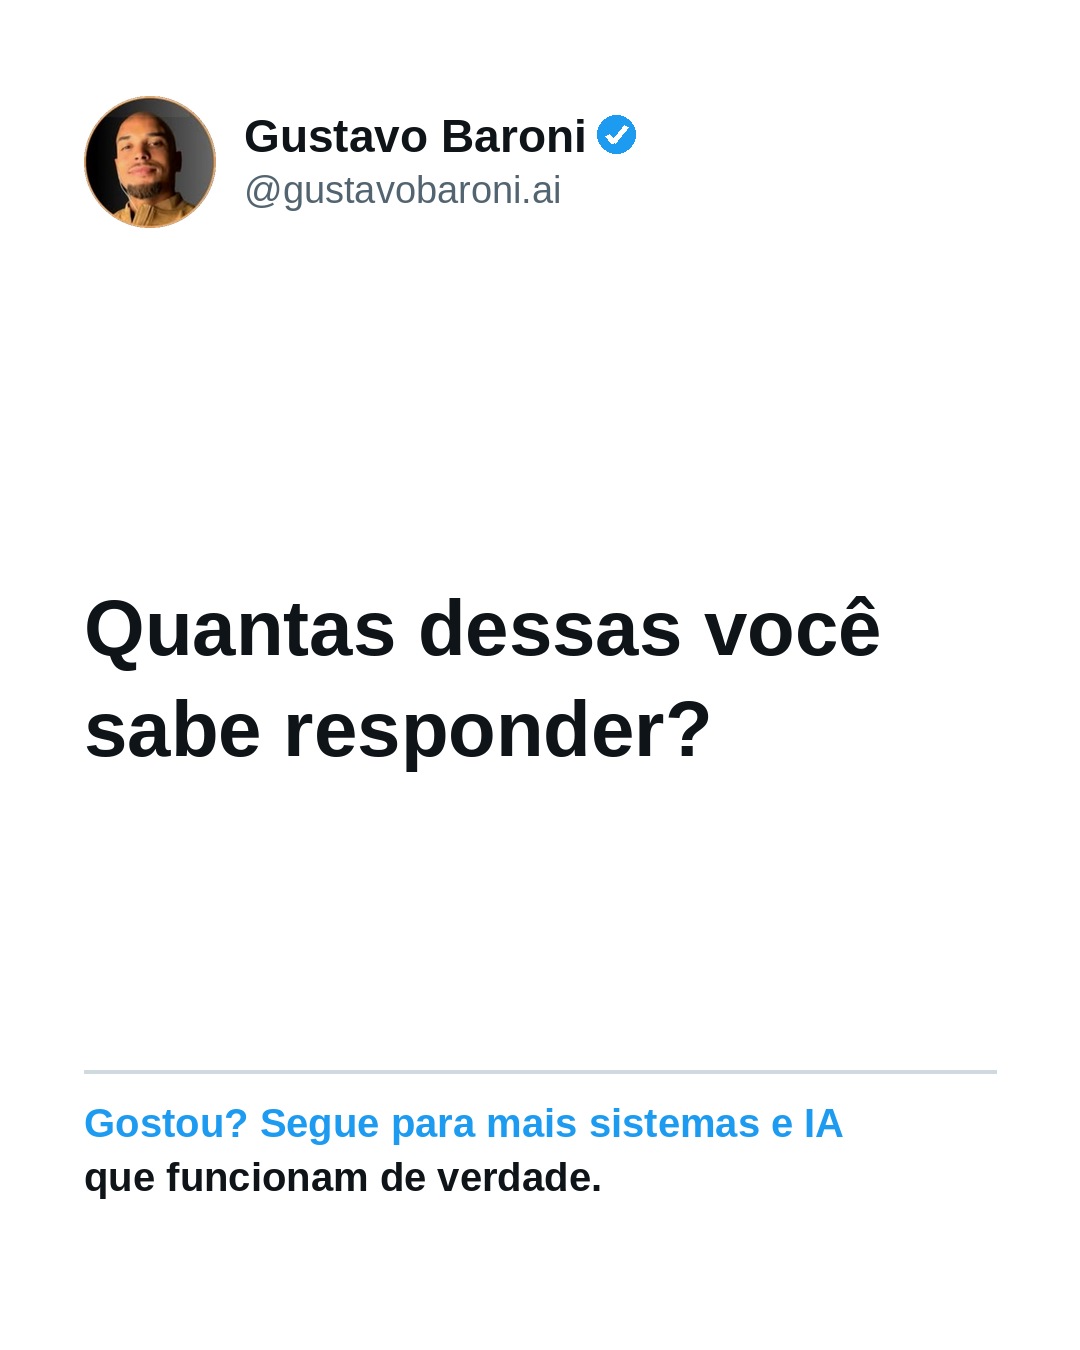 Gustavo Baroni
@gustavobaroni.ai
Quantas dessas você
sabe responder?
Gostou? Segue para mais sistemas e IA
que funcionam de verdade.